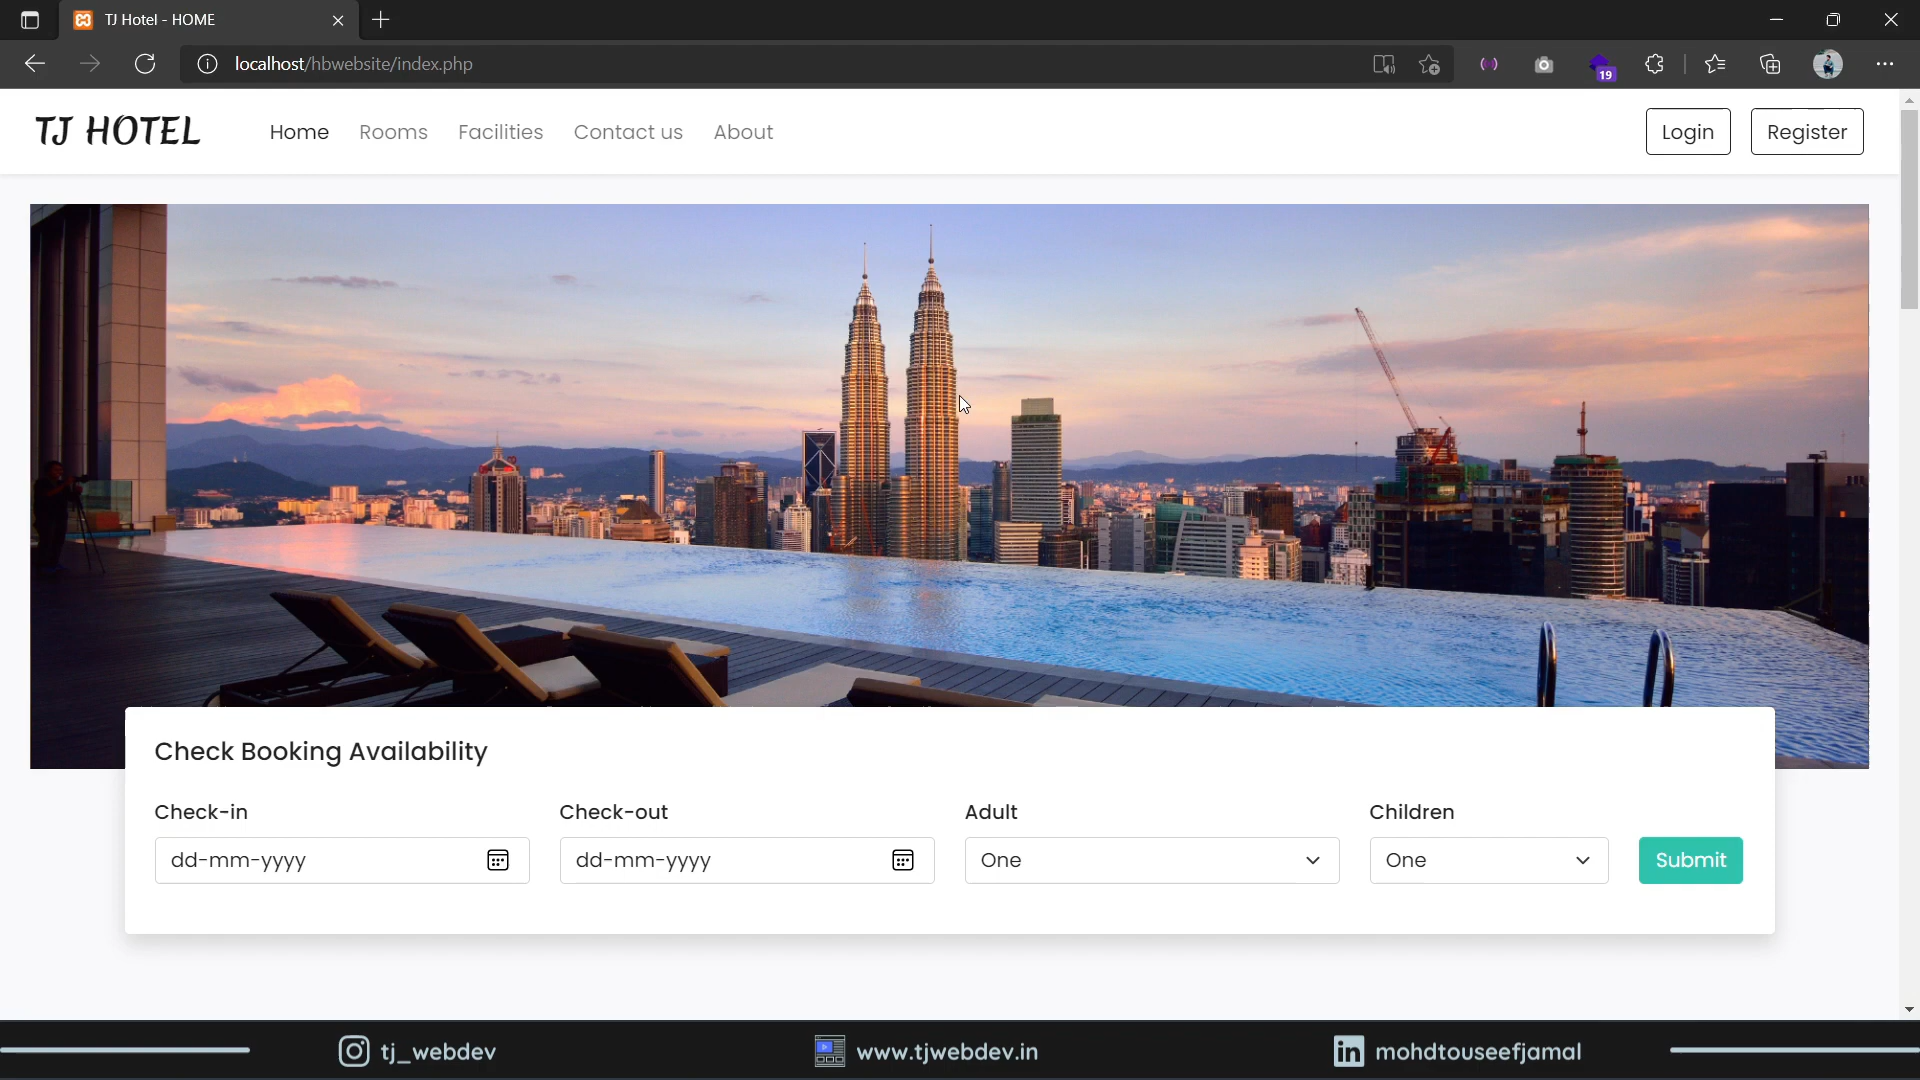 TJ Hotel - HOME
localhost/hbwebsite/index.php
19
TJ HOTEL
Home Rooms Facilities Contact us About
Login Register
Check Booking Availability
Check-in Check-out Adult Children
dd-mm-yyyy dd-mm-yyyy One One Submit
tj_webdev www.tjwebdev.in mohdtouseefjamal